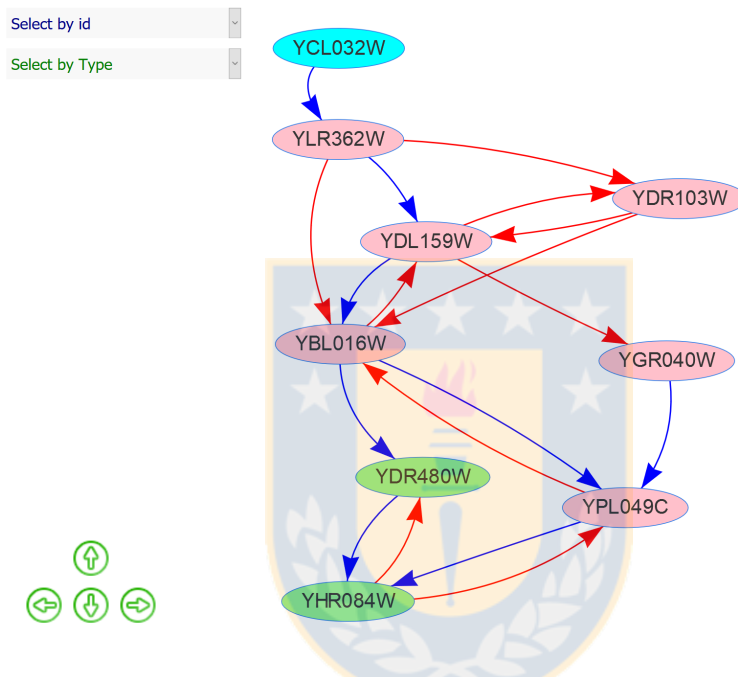 Select by id
Select by Type
YCL032W
YLR362W
YDR103W
YDL159W
YBL016W
YGR040W
YDR480W
YPL049C
YHR084W